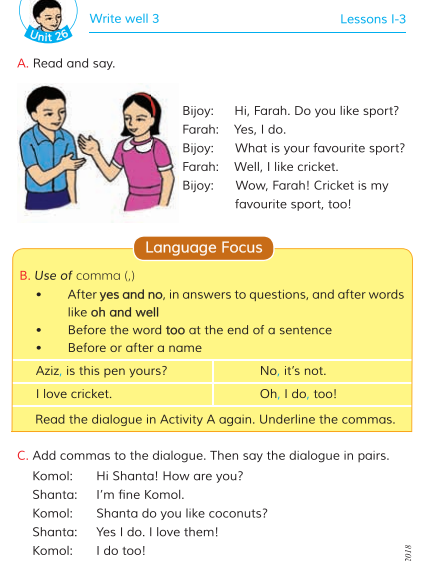 Write well 3
Lessons 1-3
Unit 26
A. Read and say.
Bijoy: Hi, Farah. Do you like sport?
Farah: Yes, I do.
Bijoy: What is your favourite sport?
Farah: Well, I like cricket.
Bijoy: Wow, Farah! Cricket is my
favourite sport, too!
Language Focus
B. Use of comma (,)
• After yes and no, in answers to questions, and after words
like oh and well
• Before the word too at the end of a sentence
• Before or after a name
Aziz, is this pen yours? No, it's not.
I love cricket. Oh, I do, too!
Read the dialogue in Activity A again. Underline the commas.
C. Add commas to the dialogue. Then say the dialogue in pairs.
Komol: Hi Shanta! How are you?
Shanta: I'm fine Komol.
Komol: Shanta do you like coconuts?
Shanta: Yes I do. I love them!
Komol: I do too!
2018